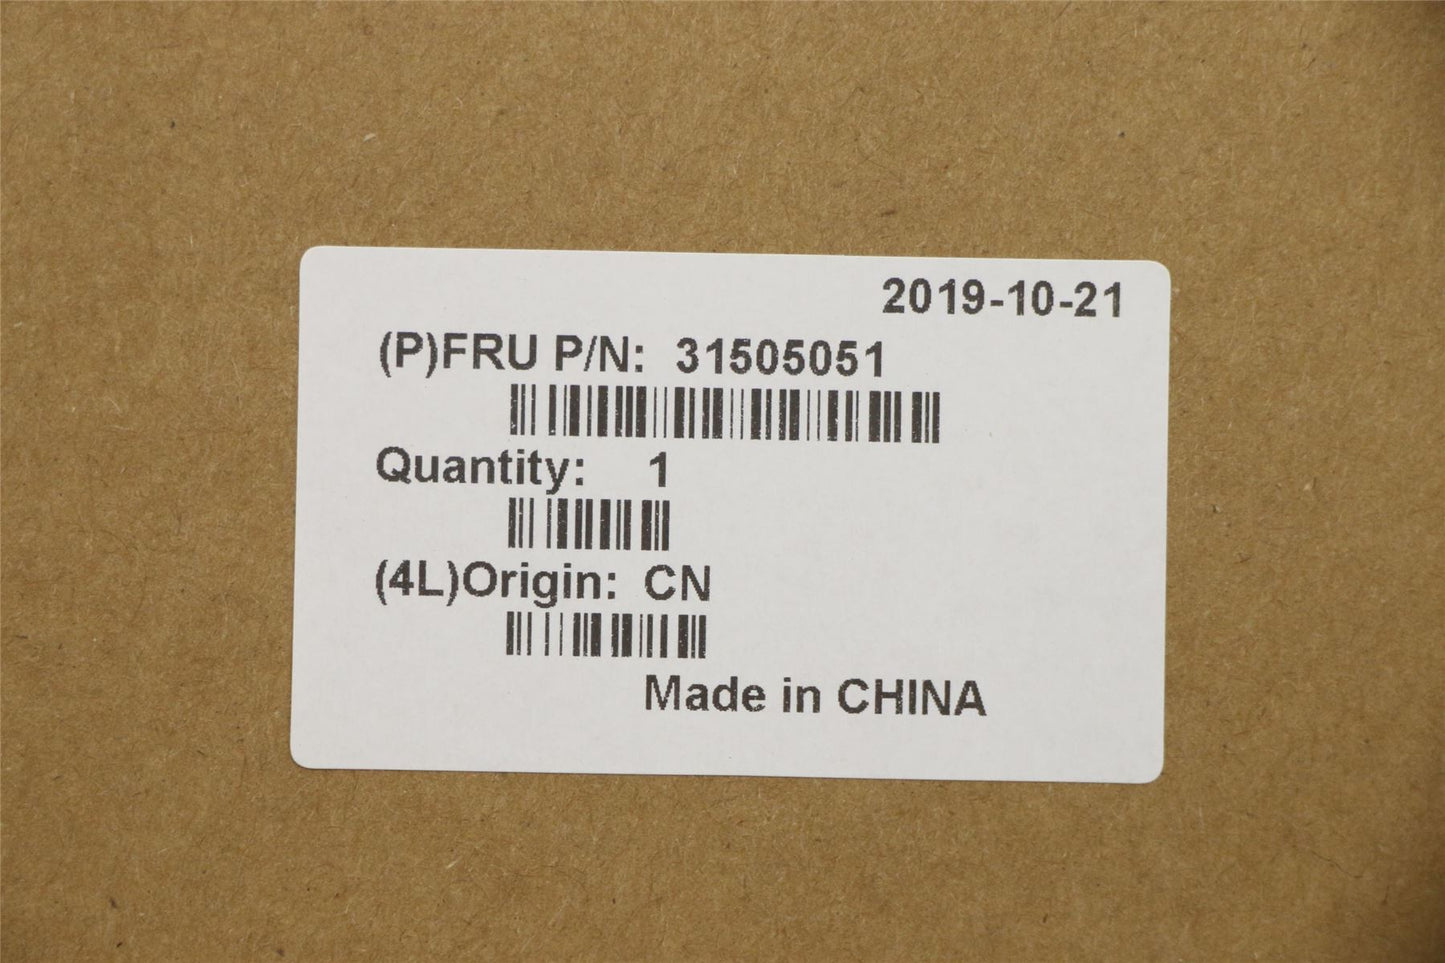 2019-10-21
(P)FRU P/N: 31505051
Quantity: 1
(4L)Origin: CN
Made in CHINA